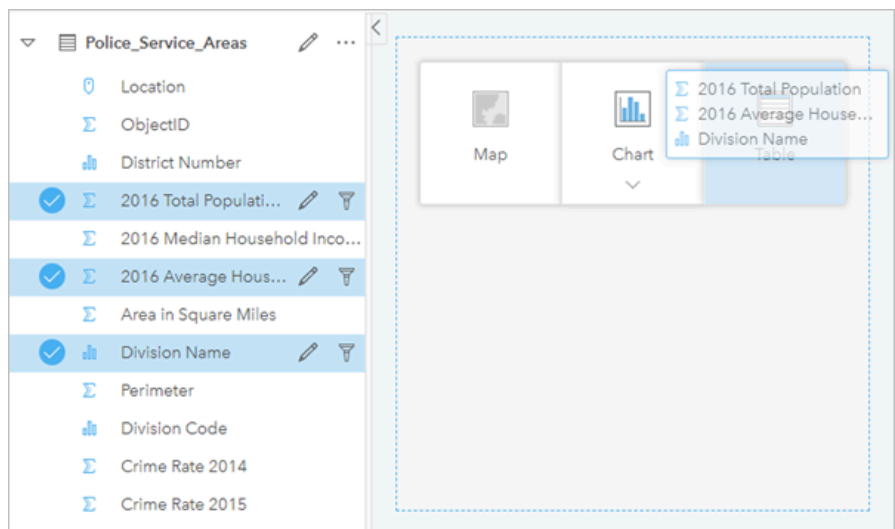 Police_Service_Areas
Location
ObjectID
District Number
2016 Total Populati...
2016 Median Household Inco...
2016 Average Hous...
Area in Square Miles
Division Name
Perimeter
Division Code
Crime Rate 2014
Crime Rate 2015
Map
Chart
Table
2016 Total Population
2016 Average House...
Division Name